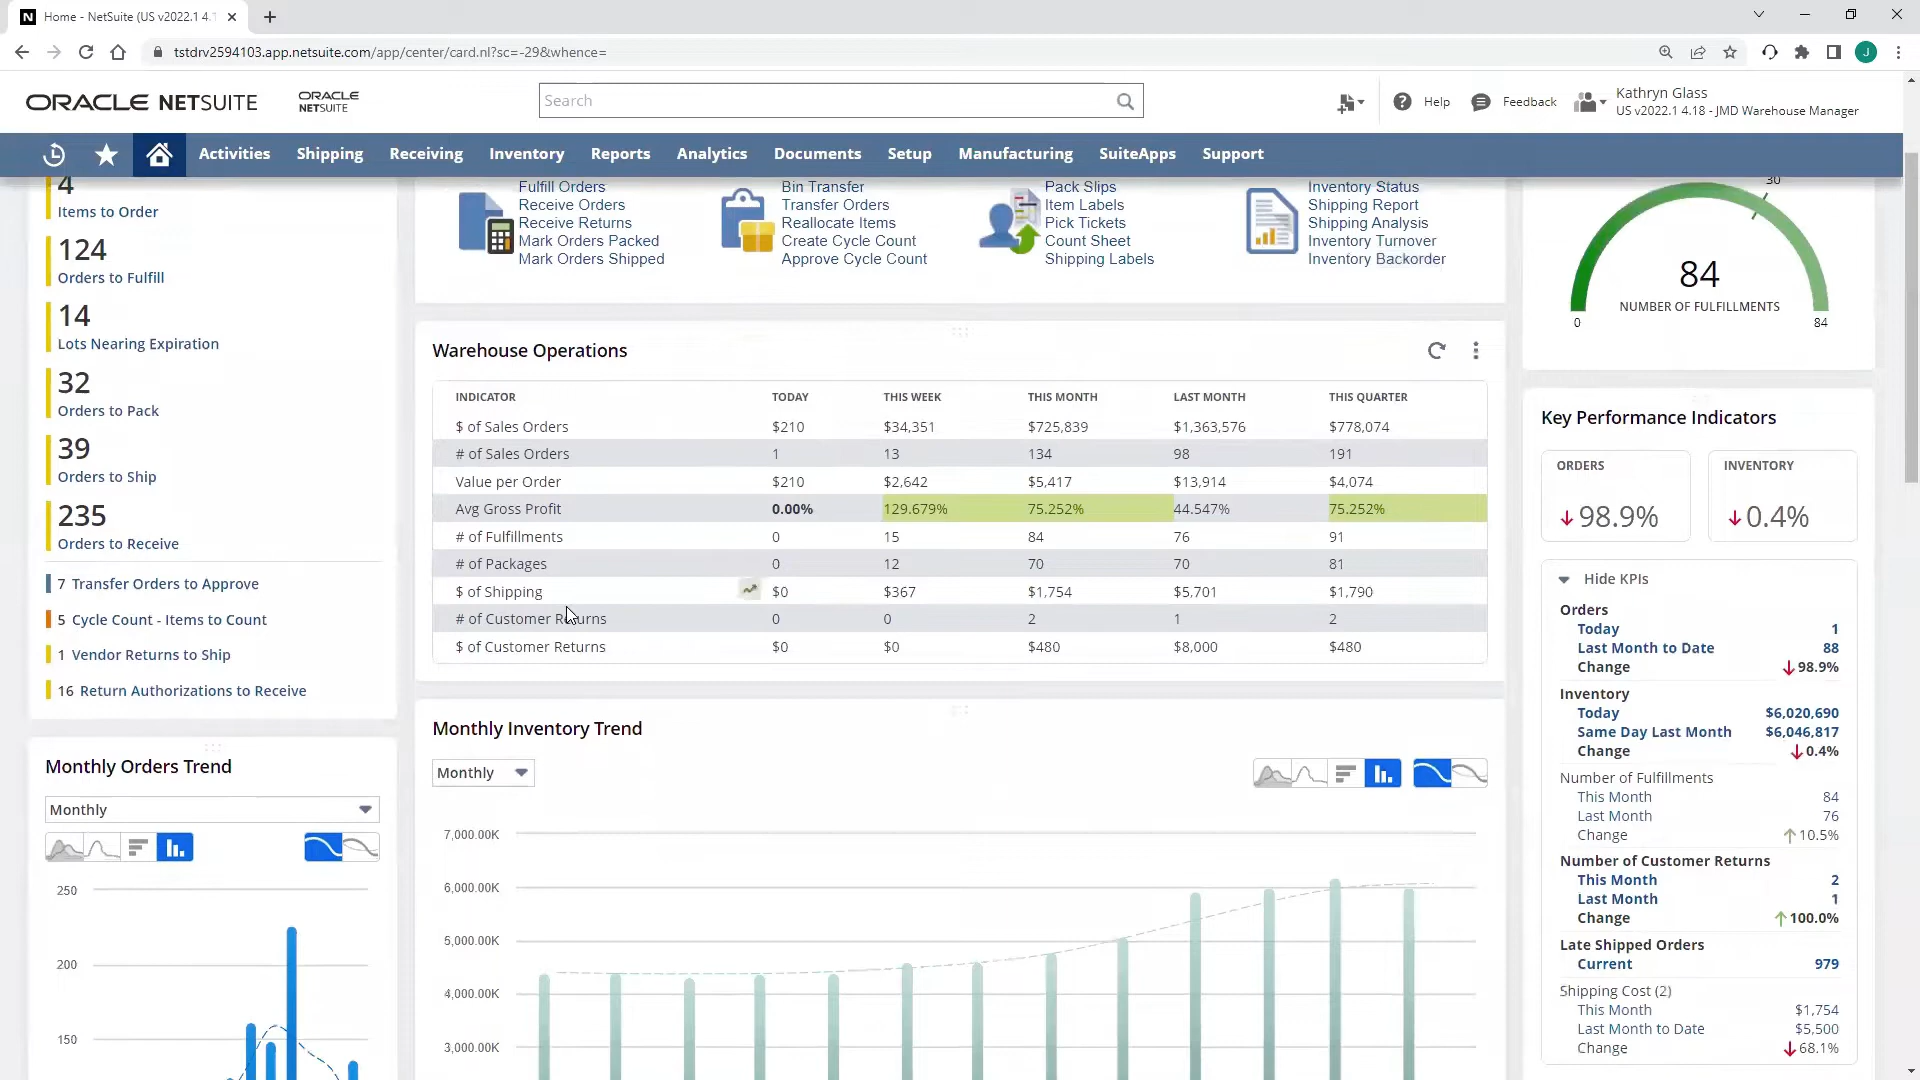 Home - NetSuite (US v2022.1 4.1
tstdrv2594103.app.netsuite.com/app/center/card.nl?sc=-29&whence=
J
ORACLE NETSUITE
ORACLE
NETSUITE
Search
Help
Feedback
Kathryn Glass
US v2022.1 4.18 - JMD Warehouse Manager
Activities
Shipping
Receiving
Inventory
Reports
Analytics
Documents
Setup
Manufacturing
SuiteApps
Support
4
Items to Order
124
Orders to Fulfill
14
Lots Nearing Expiration
32
Orders to Pack
39
Orders to Ship
235
Orders to Receive
7 Transfer Orders to Approve
5 Cycle Count - Items to Count
1 Vendor Returns to Ship
16 Return Authorizations to Receive
Monthly Orders Trend
Monthly
250
200
150
Fulfill Orders
Receive Orders
Receive Returns
Mark Orders Packed
Mark Orders Shipped
Bin Transfer
Transfer Orders
Reallocate Items
Create Cycle Count
Approve Cycle Count
Pack Slips
Item Labels
Pick Tickets
Count Sheet
Shipping Labels
Inventory Status
Shipping Report
Shipping Analysis
Inventory Turnover
Inventory Backorder
Warehouse Operations
INDICATOR TODAY THIS WEEK THIS MONTH LAST MONTH THIS QUARTER
$ of Sales Orders $210 $34,351 $725,839 $1,363,576 $778,074
# of Sales Orders 1 13 134 98 191
Value per Order $210 $2,642 $5,417 $13,914 $4,074
Avg Gross Profit 0.00% 129.679% 75.252% 44.547% 75.252%
# of Fulfillments 0 15 84 76 91
# of Packages 0 12 70 70 81
$ of Shipping $0 $367 $1,754 $5,701 $1,790
# of Customer Returns 0 0 2 1 2
$ of Customer Returns $0 $0 $480 $8,000 $480
Monthly Inventory Trend
Monthly
7,000.00K
6,000.00K
5,000.00K
4,000.00K
3,000.00K
30
84
NUMBER OF FULFILLMENTS
0 84
Key Performance Indicators
ORDERS
98.9%
INVENTORY
0.4%
Hide KPIs
Orders
Today 1
Last Month to Date 88
Change 98.9%
Inventory
Today $6,020,690
Same Day Last Month $6,046,817
Change 0.4%
Number of Fulfillments
This Month 84
Last Month 76
Change 10.5%
Number of Customer Returns
This Month 2
Last Month 1
Change 100.0%
Late Shipped Orders
Current 979
Shipping Cost (2)
This Month $1,754
Last Month to Date $5,500
Change 68.1%